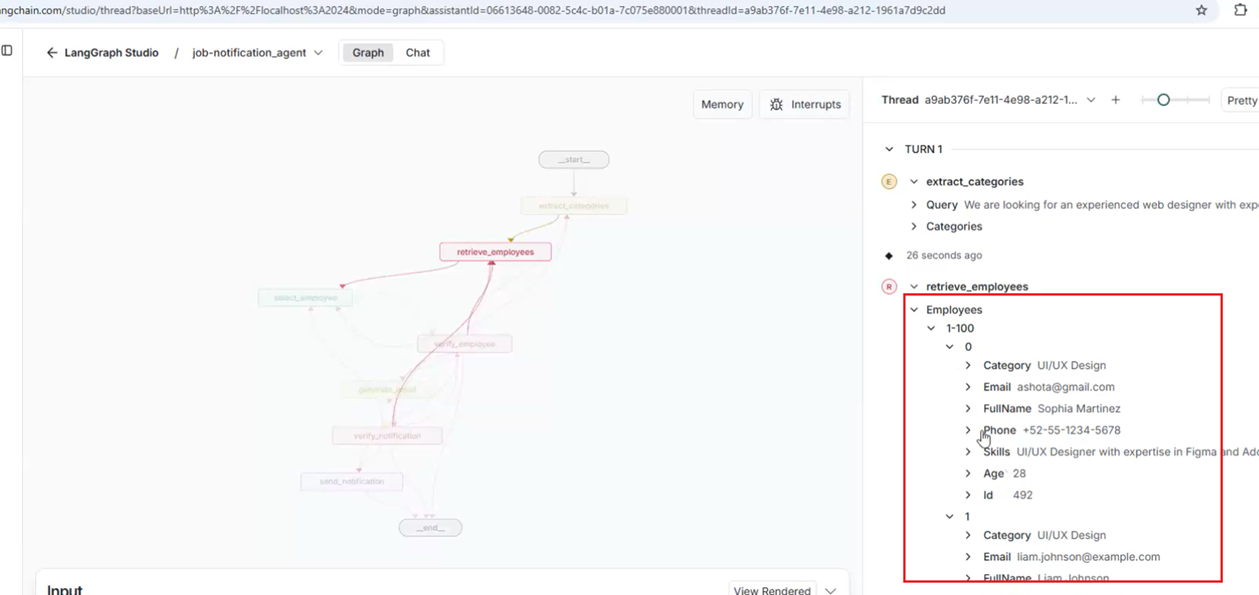 ngchain.com/studio/thread?baseUrl=http%3A%2F%2Flocalhost%3A2024&mode=graph&assistantId=06613648-0082-5c4c-b01a-7c075e880001&threadId=a9ab376f-7e11-4e98-a212-1961a7d9c2dd
LangGraph Studio / job-notification_agent Graph Chat
Memory Interrupts
__start__
extract_categories
retrieve_employees
select_employee
verify_employee
generate_email
verify_notification
send_notification
__end__
Input View Rendered
Thread a9ab376f-7e11-4e98-a212-1... + Pretty
TURN 1
E extract_categories
Query We are looking for an experienced web designer with expe
Categories
26 seconds ago
R retrieve_employees
Employees
1-100
0
Category UI/UX Design
Email ashota@gmail.com
FullName Sophia Martinez
Phone +52-55-1234-5678
Skills UI/UX Designer with expertise in Figma and Ado
Age 28
Id 492
1
Category UI/UX Design
Email liam.johnson@example.com
FullName Liam Johnson